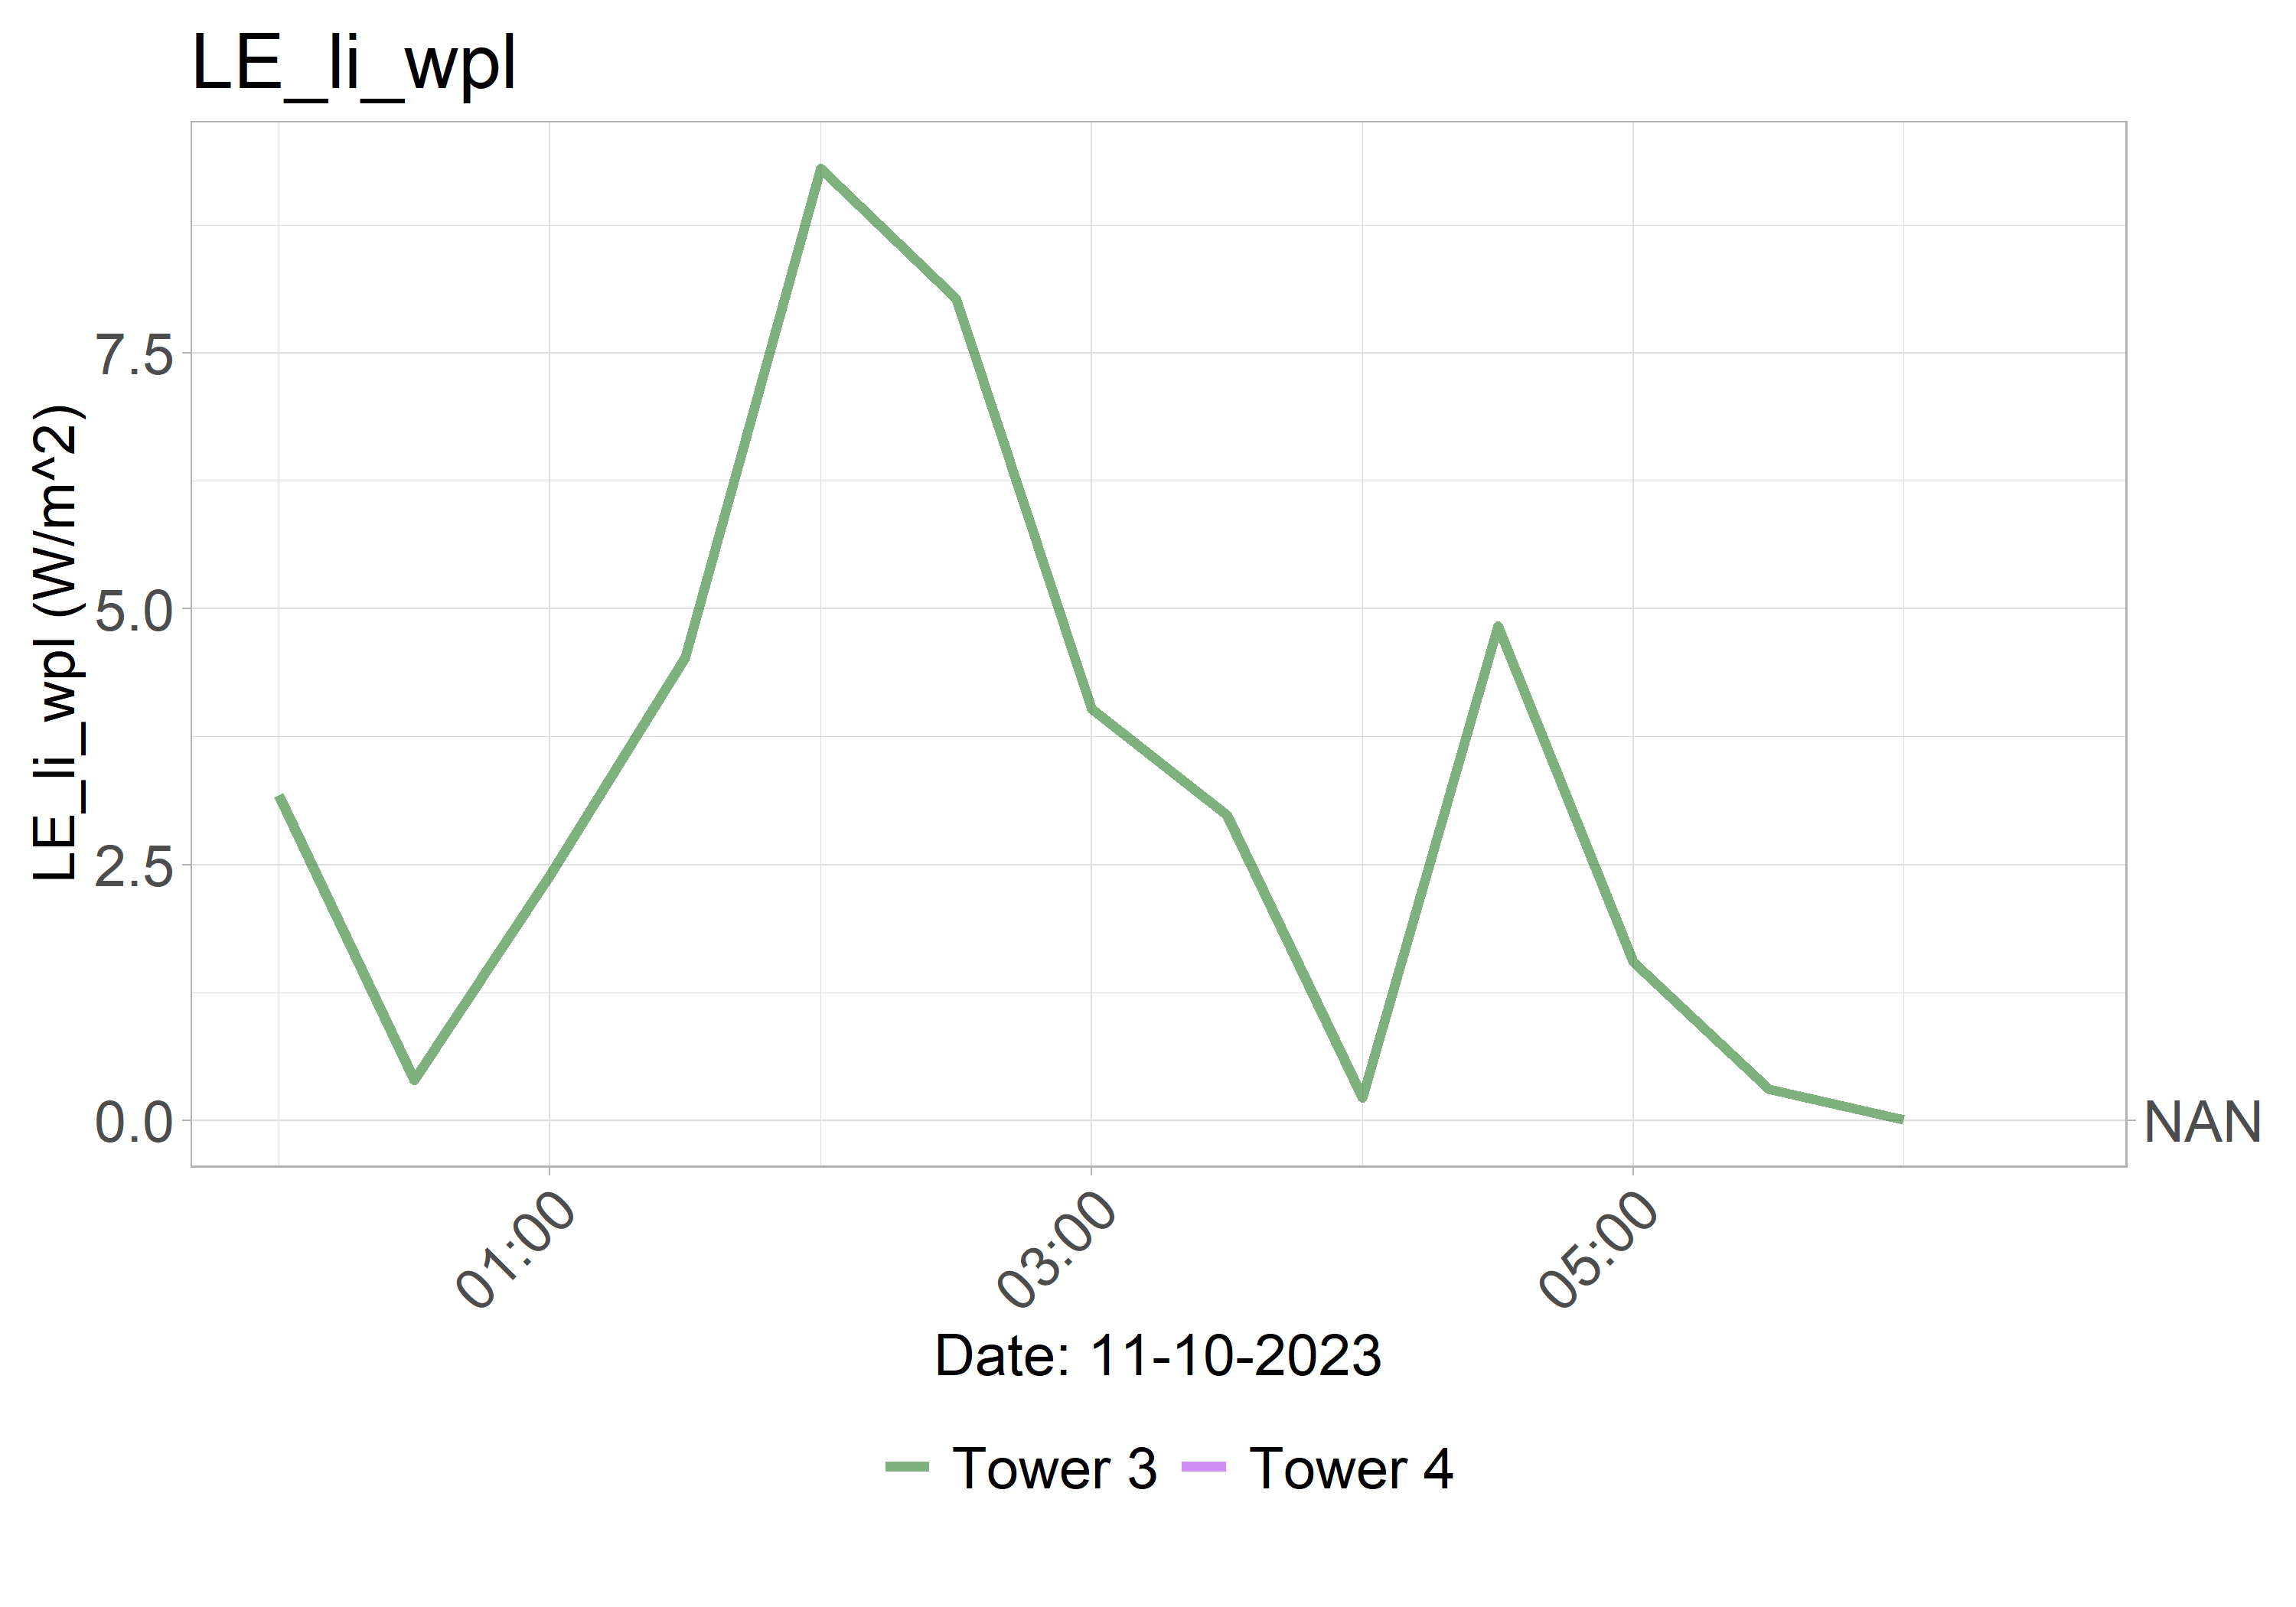 LE_li_wpl
LE_li_wpl (W/m^2)
7.5
5.0
2.5
0.0
NAN
01:00
03:00
05:00
Date: 11-10-2023
Tower 3
Tower 4